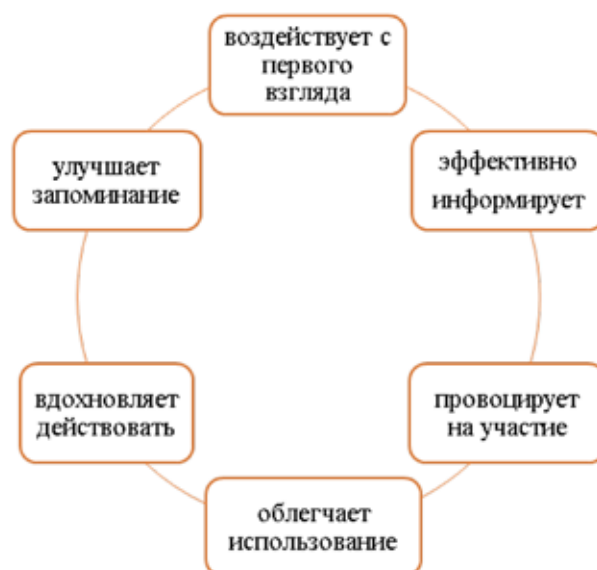 воздействует с
первого
взгляда
эффективно
информирует
провоцирует
на участие
облегчает
использование
вдохновляет
действовать
улучшает
запоминание